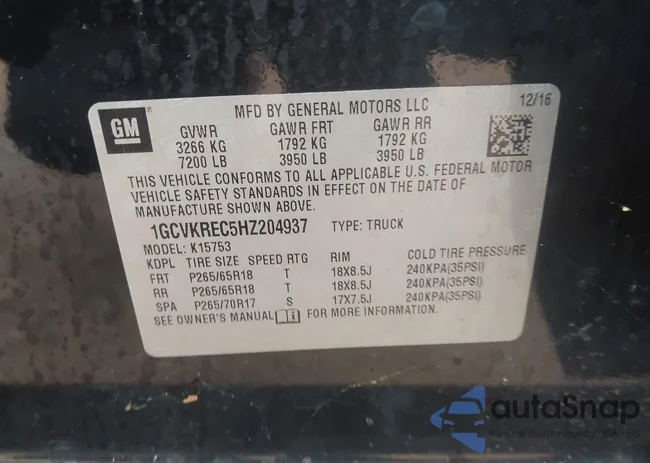 GM
MFD BY GENERAL MOTORS LLC 12/16
GVWR GAWR FRT GAWR RR
3266 KG 1792 KG 1792 KG
7200 LB 3950 LB 3950 LB
THIS VEHICLE CONFORMS TO ALL APPLICABLE U.S. FEDERAL MOTOR
VEHICLE SAFETY STANDARDS IN EFFECT ON THE DATE OF
MANUFACTURE SHOWN ABOVE.
1GCVKREC5HZ204937 TYPE: TRUCK
MODEL: K15753
KDPL TIRE SIZE SPEED RTG RIM COLD TIRE PRESSURE
FRT P265/65R18 T 18X8.5J 240KPA(35PSI)
RR P265/65R18 T 18X8.5J 240KPA(35PSI)
SPA P265/70R17 S 17X7.5J 240KPA(35PSI)
SEE OWNER'S MANUAL FOR MORE INFORMATION.
autaSnap